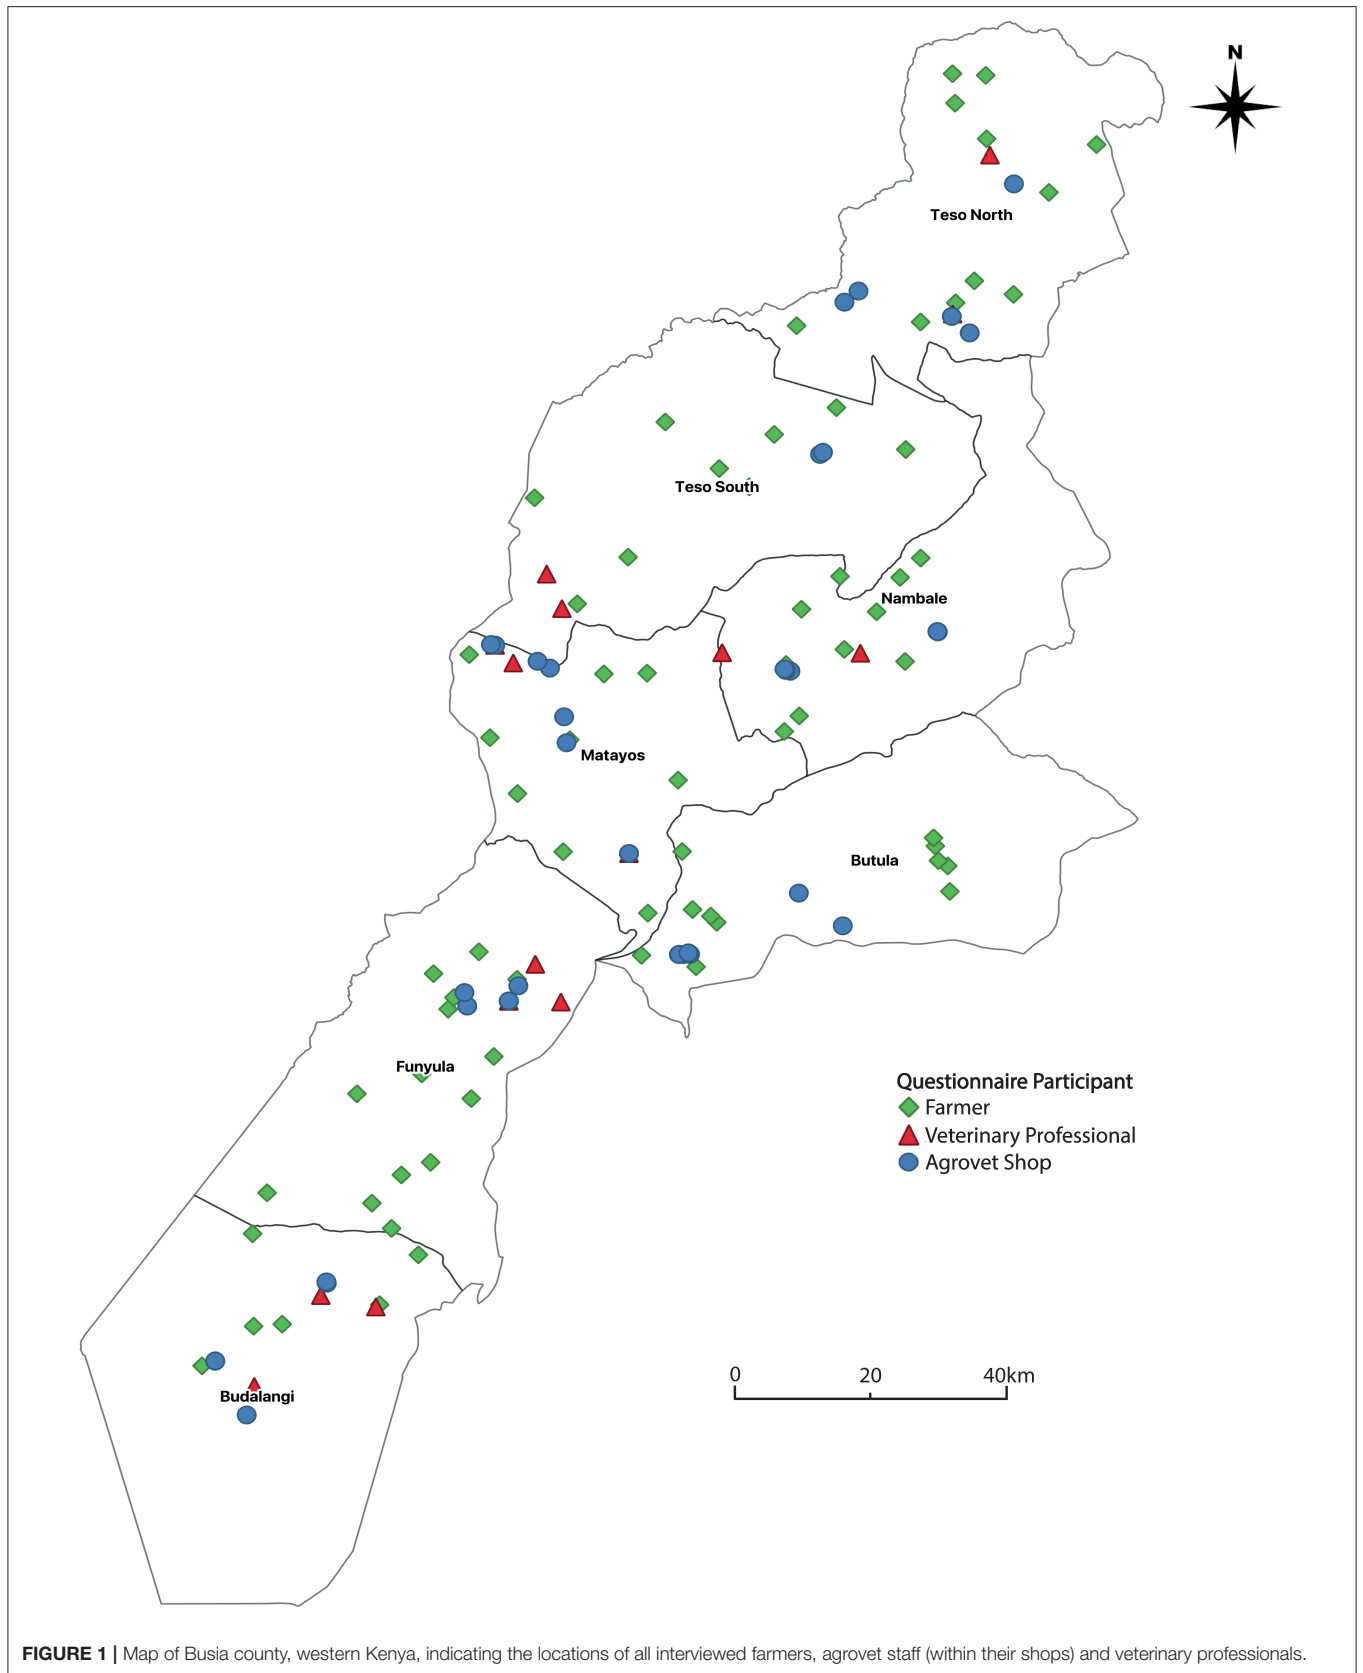 N
Teso North
Teso South
Nambale
Matayos
Butula
Funyula
Questionnaire Participant
Farmer
Veterinary Professional
Agrovet Shop
0 20 40km
Budalangi
FIGURE 1 | Map of Busia county, western Kenya, indicating the locations of all interviewed farmers, agrovet staff (within their shops) and veterinary professionals.